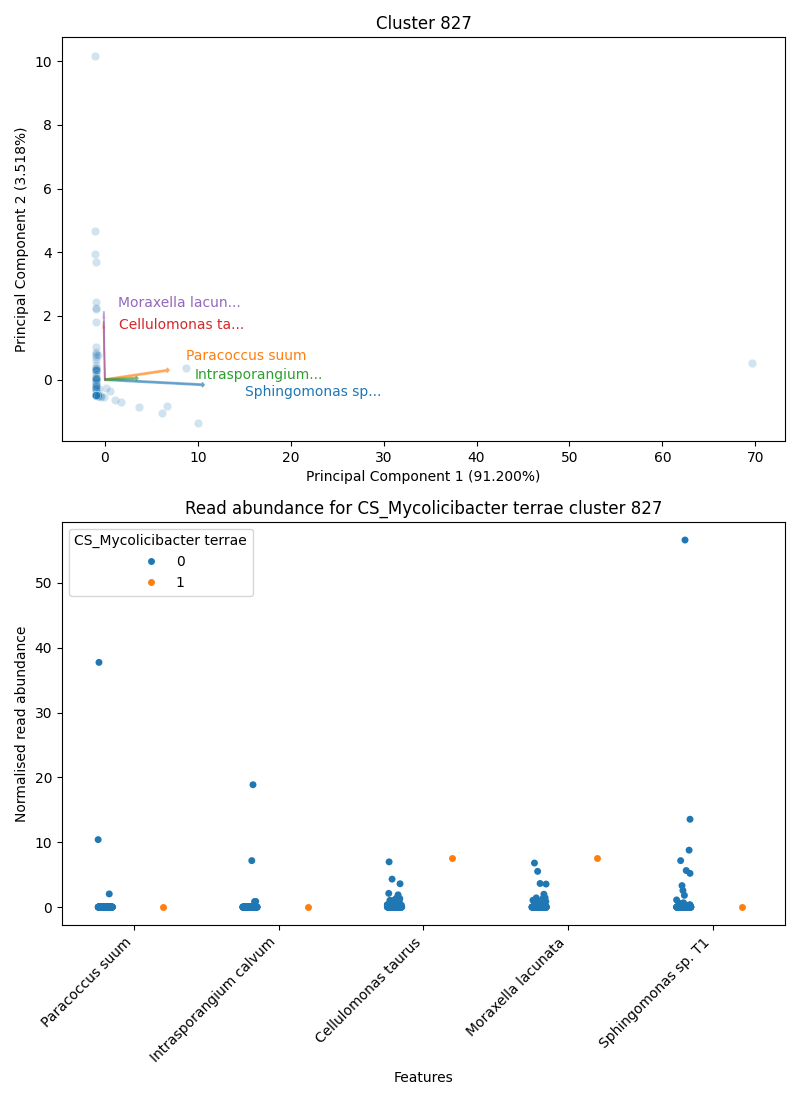 Cluster 827
10
8
6
4
2
0
Principal Component 2 (3.518%)
Moraxella lacun...
Cellulomonas ta...
Paracoccus suum
Intrasporangium...
Sphingomonas sp...
0 10 20 30 40 50 60 70
Principal Component 1 (91.200%)
Read abundance for CS_Mycolicibacter terrae cluster 827
CS_Mycolicibacter terrae
0
1
50
40
30
20
10
0
Normalised read abundance
Paracoccus suum
Intrasporangium calvum
Cellulomonas taurus
Moraxella lacunata
Sphingomonas sp. T1
Features